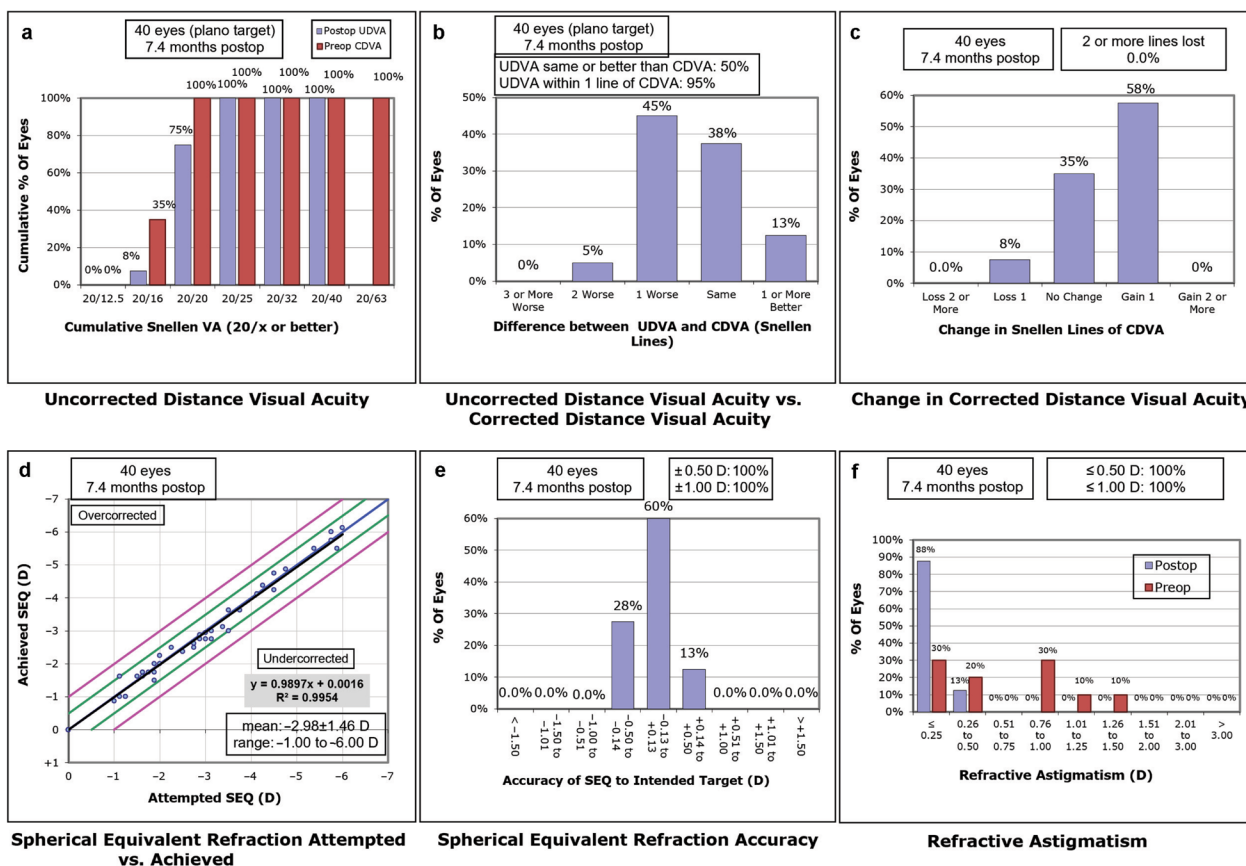 a
40 eyes (plano target)
7.4 months postop
Postop UDVA
Preop CDVA
Cumulative % Of Eyes
100%
80%
60%
40%
20%
0%
0% 0%
8%
35%
75%
100%
100%
100%
100%
100%
100%
100%
100%
20/12.5 20/16 20/20 20/25 20/32 20/40 20/63
Cumulative Snellen VA (20/x or better)
Uncorrected Distance Visual Acuity
b
40 eyes (plano target)
7.4 months postop
UDVA same or better than CDVA: 50%
UDVA within 1 line of CDVA: 95%
% Of Eyes
50%
40%
30%
20%
10%
0%
0%
5%
45%
38%
13%
3 or More Worse
2 Worse
1 Worse
Same
1 or More Better
Difference between UDVA and CDVA (Snellen
Lines)
Uncorrected Distance Visual Acuity vs.
Corrected Distance Visual Acuity
c
40 eyes
7.4 months postop
2 or more lines lost
0.0%
% Of Eyes
60%
50%
40%
30%
20%
10%
0%
0.0%
8%
35%
58%
0%
Loss 2 or More
Loss 1
No Change
Gain 1
Gain 2 or More
Change in Snellen Lines of CDVA
Change in Corrected Distance Visual Acuity
d
40 eyes
7.4 months postop
Overcorrected
Achieved SEQ (D)
−7
−6
−5
−4
−3
−2
−1
0
+1
Undercorrected
y = 0.9897x + 0.0016
R² = 0.9954
mean: −2.98±1.46 D
range: −1.00 to −6.00 D
0 −1 −2 −3 −4 −5 −6 −7
Attempted SEQ (D)
Spherical Equivalent Refraction Attempted
vs. Achieved
e
40 eyes
7.4 months postop
± 0.50 D: 100%
±1.00 D: 100%
% Of Eyes
60%
50%
40%
30%
20%
10%
0%
0.0% 0.0% 0.0%
28%
60%
13%
0.0% 0.0% 0.0%
< −1.50
−1.50 to −1.01
−1.00 to −0.51
−0.50 to −0.14
−0.13 to +0.13
+0.14 to +0.50
+0.51 to +1.00
+1.01 to +1.50
> +1.50
Accuracy of SEQ to Intended Target (D)
Spherical Equivalent Refraction Accuracy
f
40 eyes
7.4 months postop
≤ 0.50 D: 100%
≤ 1.00 D: 100%
Postop
Preop
% Of Eyes
100%
90%
80%
70%
60%
50%
40%
30%
20%
10%
0%
88%
30%
13%
20%
0% 0%
0%
30%
0%
10%
0%
10%
0% 0%
0% 0%
0% 0%
≤ 0.25
0.26 to 0.50
0.51 to 0.75
0.76 to 1.00
1.01 to 1.25
1.26 to 1.50
1.51 to 2.00
2.01 to 3.00
> 3.00
Refractive Astigmatism (D)
Refractive Astigmatism